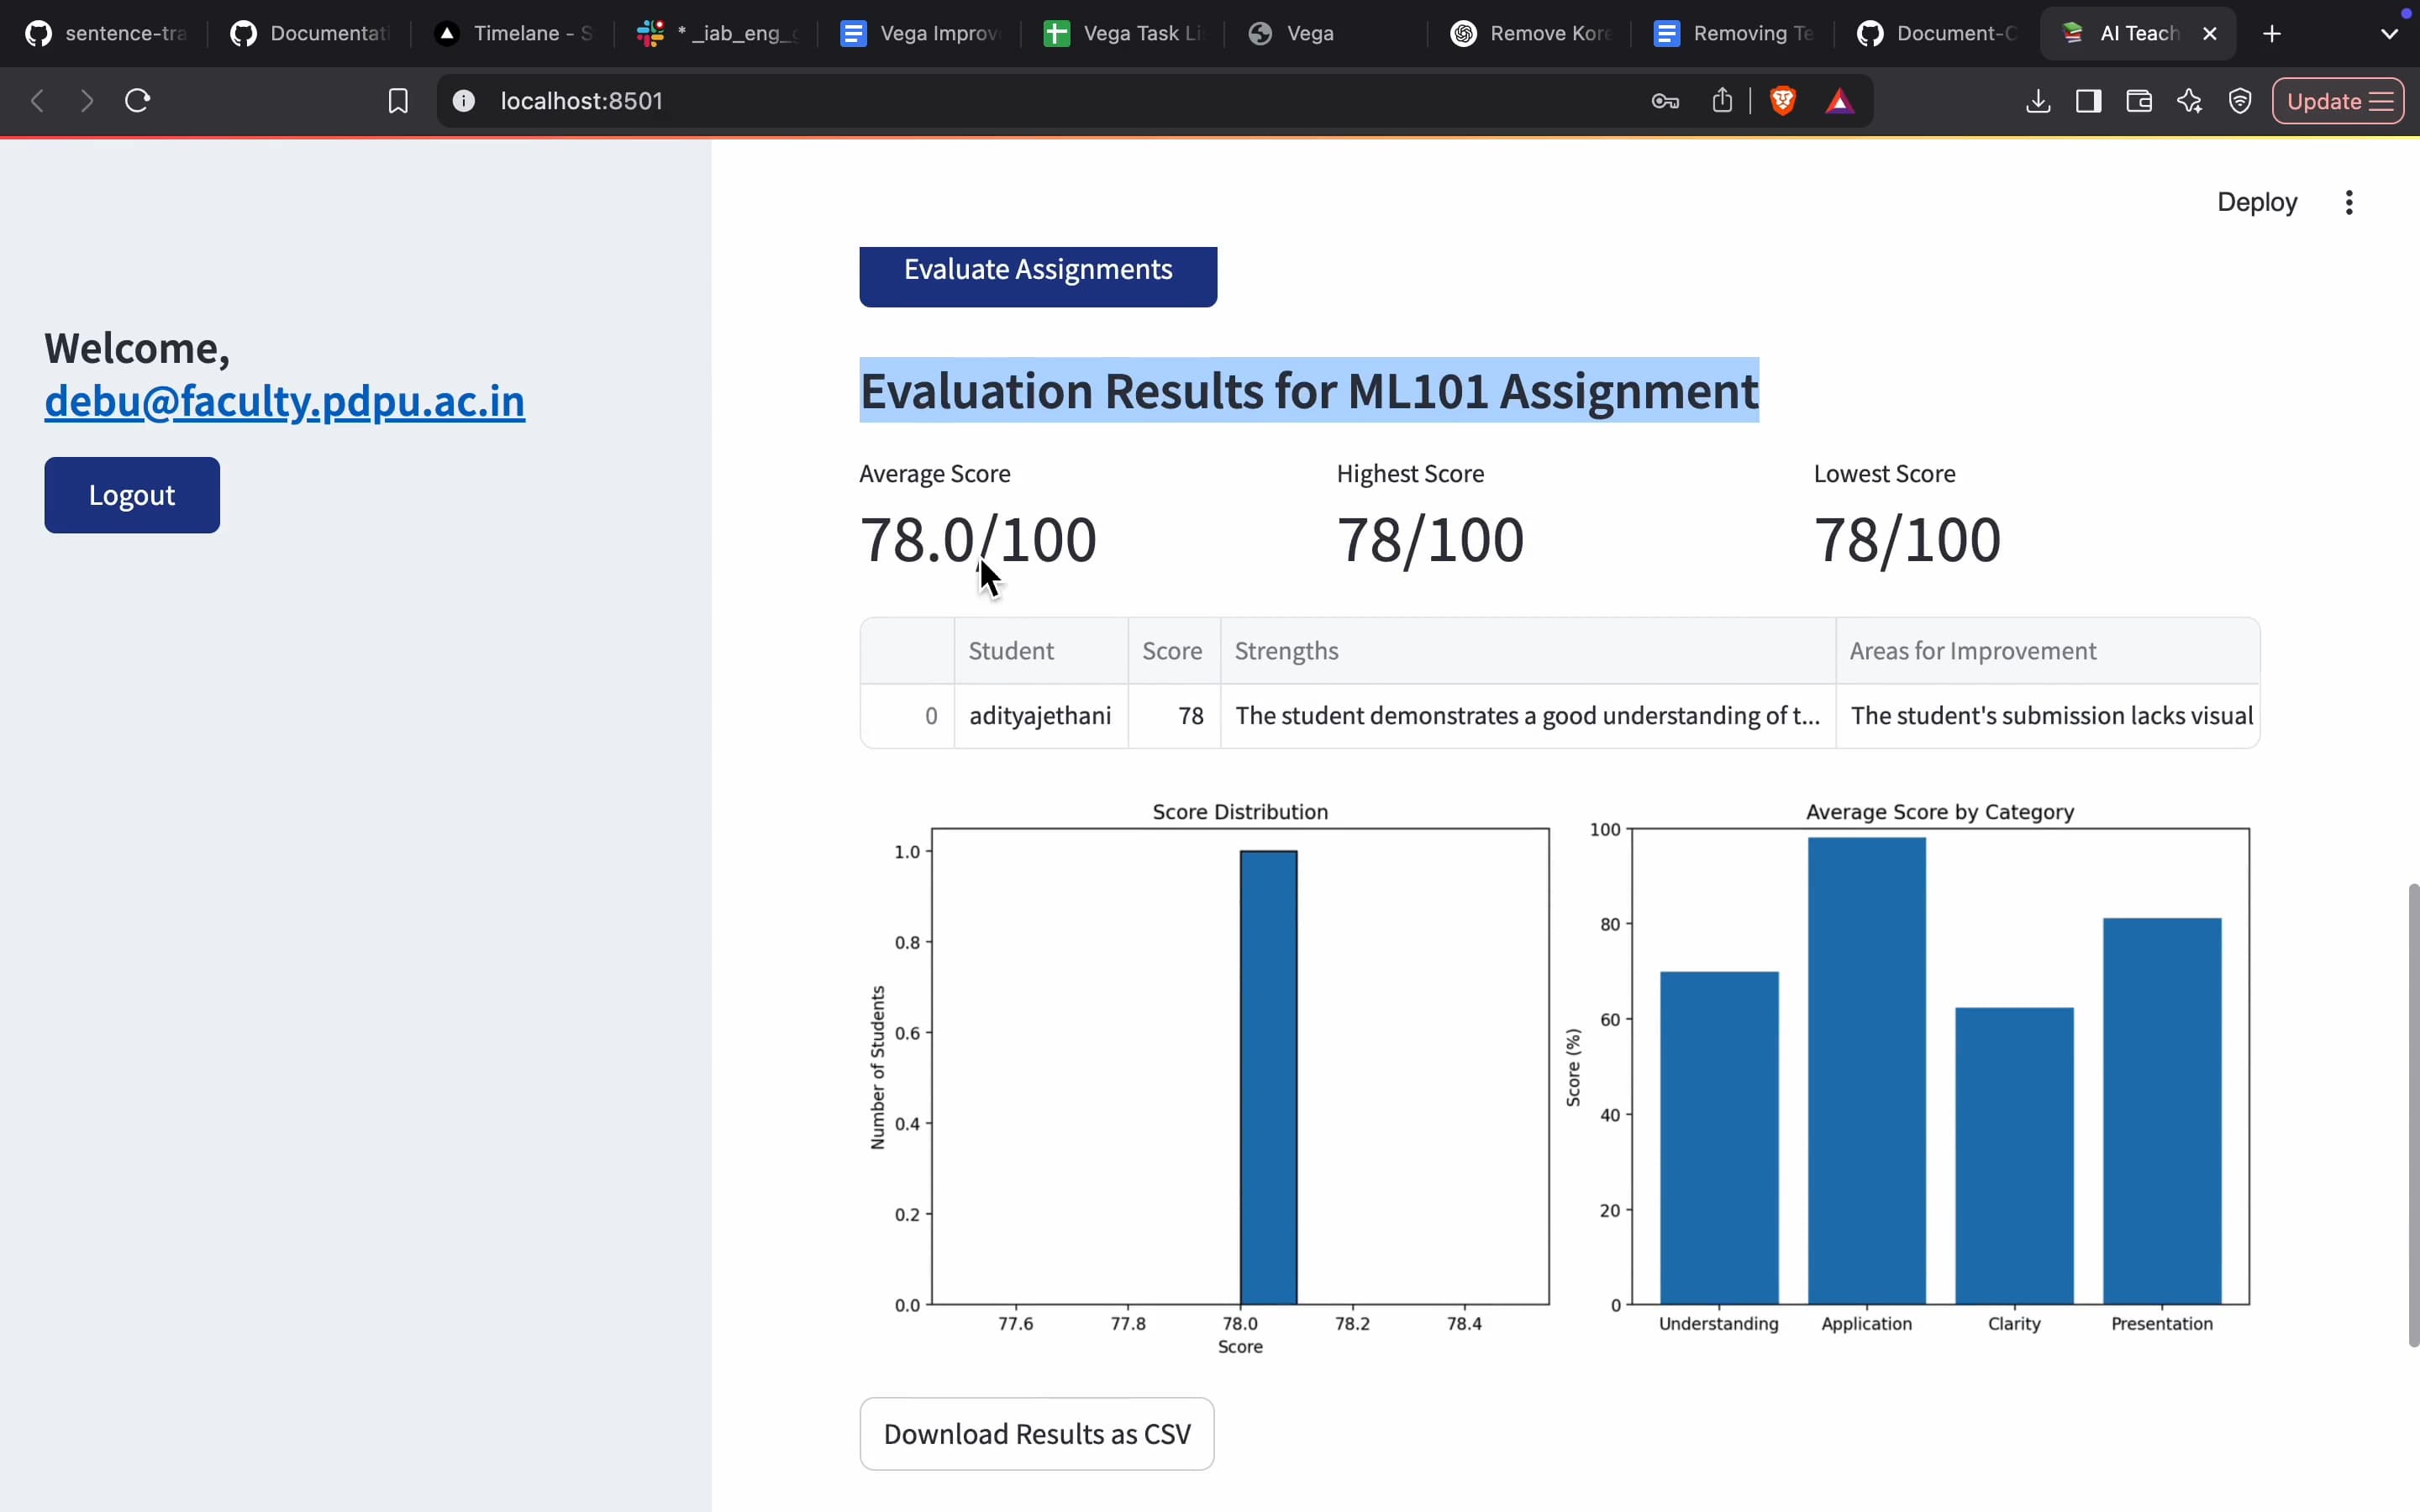 sentence-tra
Documentati
Timelane - S
* _iab_eng_
Vega Improv
Vega Task Li
Vega
Remove Kore
Removing Te
Document-C
AI Teach
localhost:8501
Update
Deploy
Welcome,
debu@faculty.pdpu.ac.in
Logout
Evaluate Assignments
Evaluation Results for ML101 Assignment
Average Score Highest Score Lowest Score
78.0/100 78/100 78/100
Student Score Strengths Areas for Improvement
0 adityajethani 78 The student demonstrates a good understanding of t... The student's submission lacks visual
Score Distribution
1.0
0.8
0.6
0.4
0.2
0.0
Number of Students
77.6 77.8 78.0 78.2 78.4
Score
Average Score by Category
100
80
60
40
20
0
Score (%)
Understanding Application Clarity Presentation
Download Results as CSV